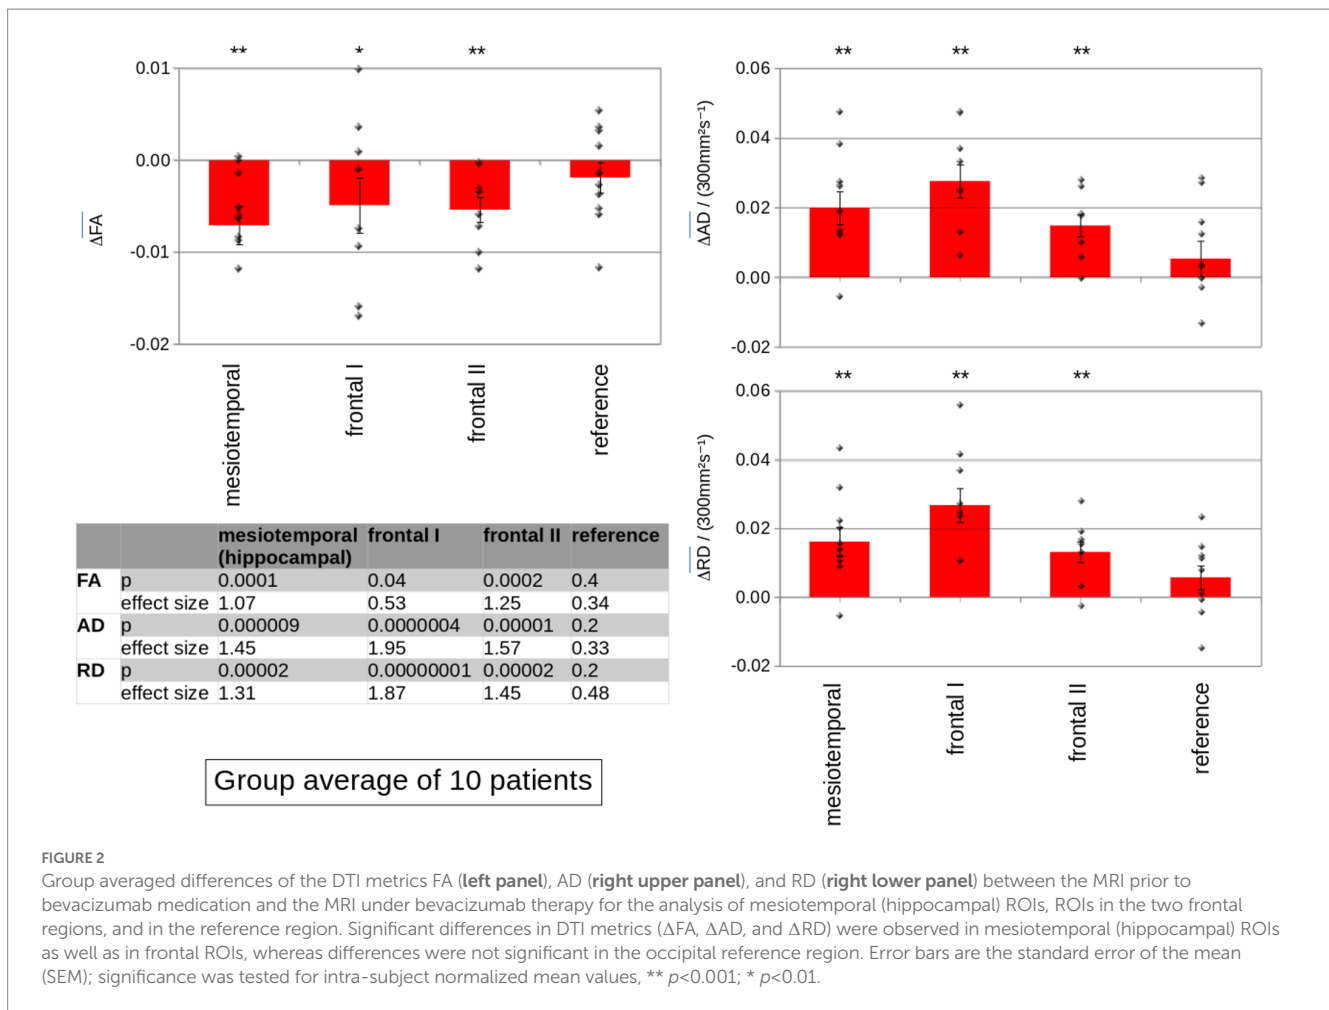 ** * **
0.01
0.00
-0.01
-0.02
ΔFA
mesiotemporal
frontal I
frontal II
reference
** ** **
0.06
0.04
0.02
0.00
-0.02
ΔAD / (300mm²s⁻¹)
** ** **
0.06
0.04
0.02
0.00
-0.02
ΔRD / (300mm²s⁻¹)
mesiotemporal
frontal I
frontal II
reference
mesiotemporal frontal I frontal II reference
(hippocampal)
FA p 0.0001 0.04 0.0002 0.4
effect size 1.07 0.53 1.25 0.34
AD p 0.000009 0.0000004 0.00001 0.2
effect size 1.45 1.95 1.57 0.33
RD p 0.00002 0.00000001 0.00002 0.2
effect size 1.31 1.87 1.45 0.48
Group average of 10 patients
FIGURE 2
Group averaged differences of the DTI metrics FA (left panel), AD (right upper panel), and RD (right lower panel) between the MRI prior to
bevacizumab medication and the MRI under bevacizumab therapy for the analysis of mesiotemporal (hippocampal) ROIs, ROIs in the two frontal
regions, and in the reference region. Significant differences in DTI metrics (ΔFA, ΔAD, and ΔRD) were observed in mesiotemporal (hippocampal) ROIs
as well as in frontal ROIs, whereas differences were not significant in the occipital reference region. Error bars are the standard error of the mean
(SEM); significance was tested for intra-subject normalized mean values, ** p<0.001; * p<0.01.